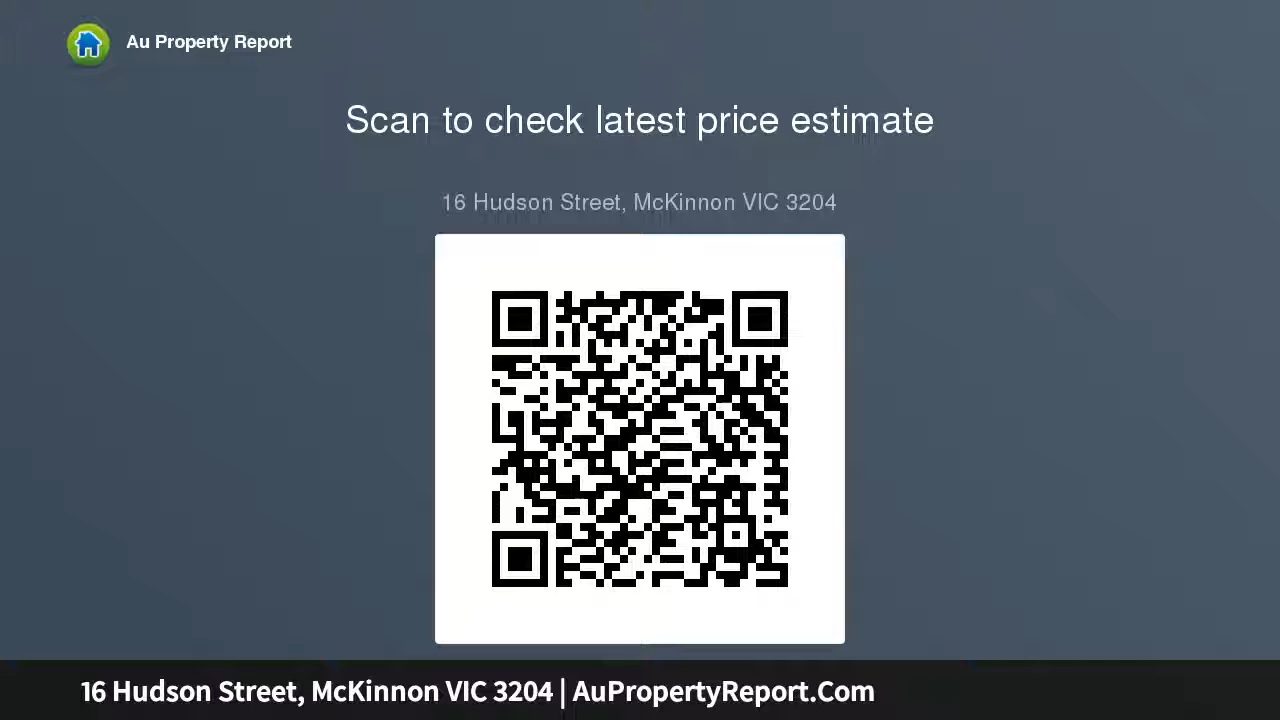 Au Property Report
Scan to check latest price estimate
16 Hudson Street, McKinnon VIC 3204
16 Hudson Street, McKinnon VIC 3204 | AuPropertyReport.Com